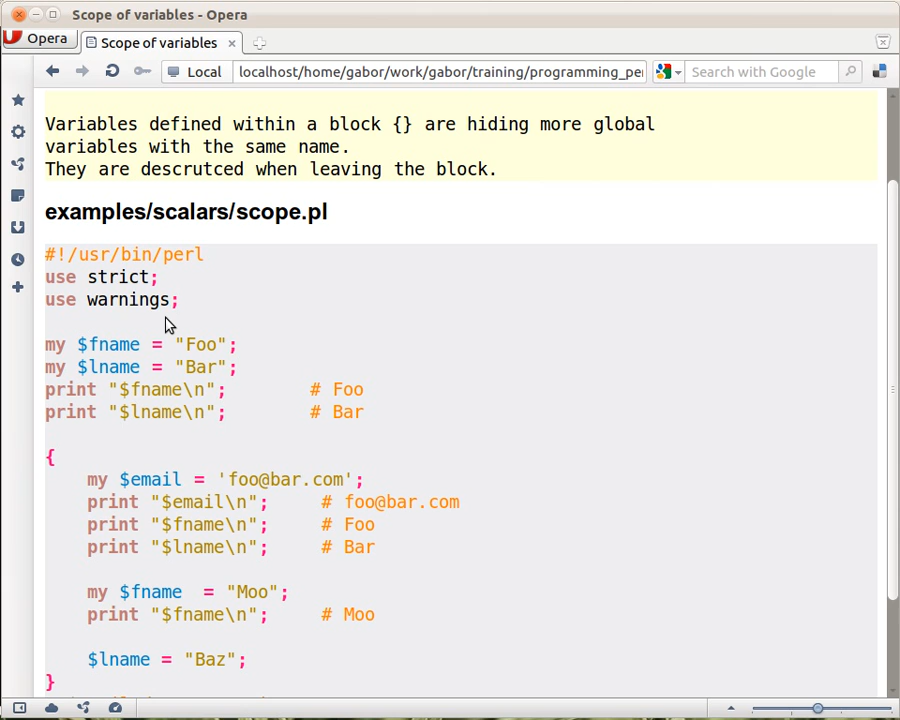 Scope of variables - Opera
Opera
Scope of variables
Local
localhost/home/gabor/work/gabor/training/programming_pe
Search with Google
Variables defined within a block {} are hiding more global
variables with the same name.
They are descrutced when leaving the block.
examples/scalars/scope.pl
#!/usr/bin/perl
use strict;
use warnings;
my $fname = "Foo";
my $lname = "Bar";
print "$fname\n";        # Foo
print "$lname\n";        # Bar
{
    my $email = 'foo@bar.com';
    print "$email\n";     # foo@bar.com
    print "$fname\n";     # Foo
    print "$lname\n";     # Bar
    my $fname  = "Moo";
    print "$fname\n";     # Moo
    $lname = "Baz";
}